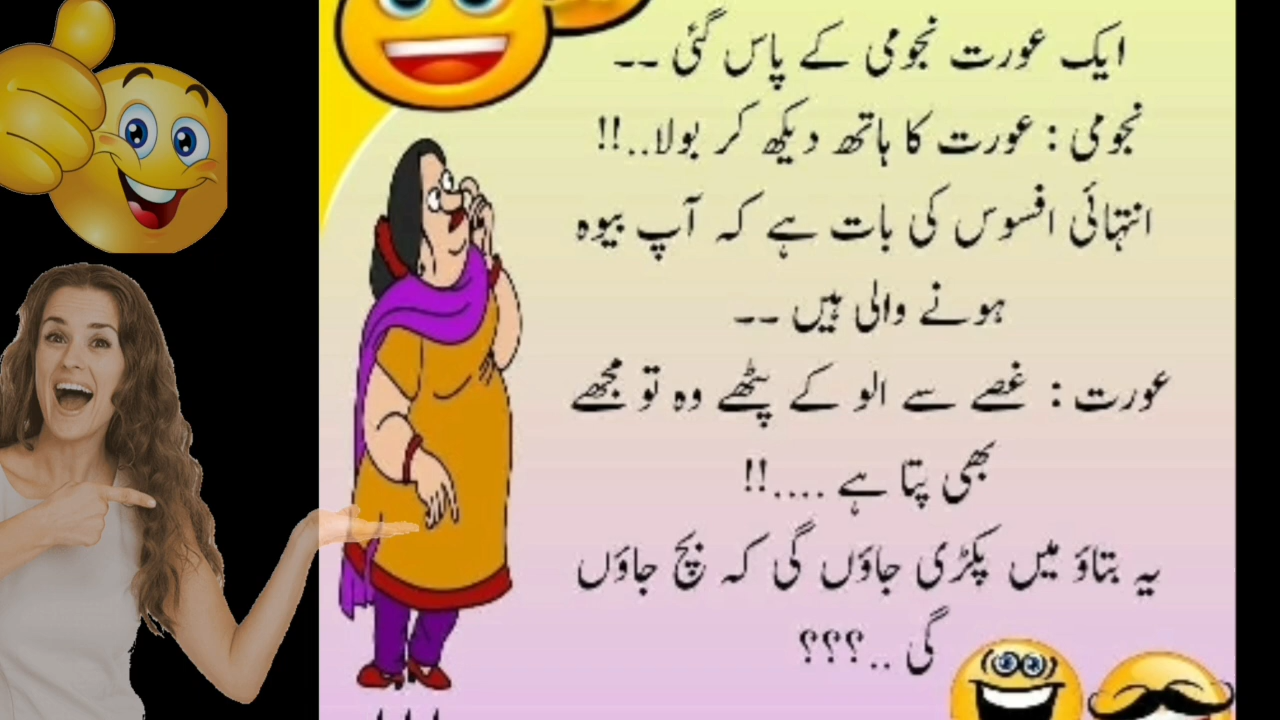 ایک عورت نجومی کے پاس گئی ۔۔
نجومی : عورت کا ہاتھ دیکھ کر بولا..!!
انتہائی افسوس کی بات ہے کہ آپ بیوہ
ہونے والی ہیں ۔۔
عورت : غصے سے الو کے پٹھے وہ تو مجھے
بھی پتا ہے ....!!
یہ بتاؤ میں پکڑی جاؤں گی کہ بچ جاؤں
گی ..؟؟؟